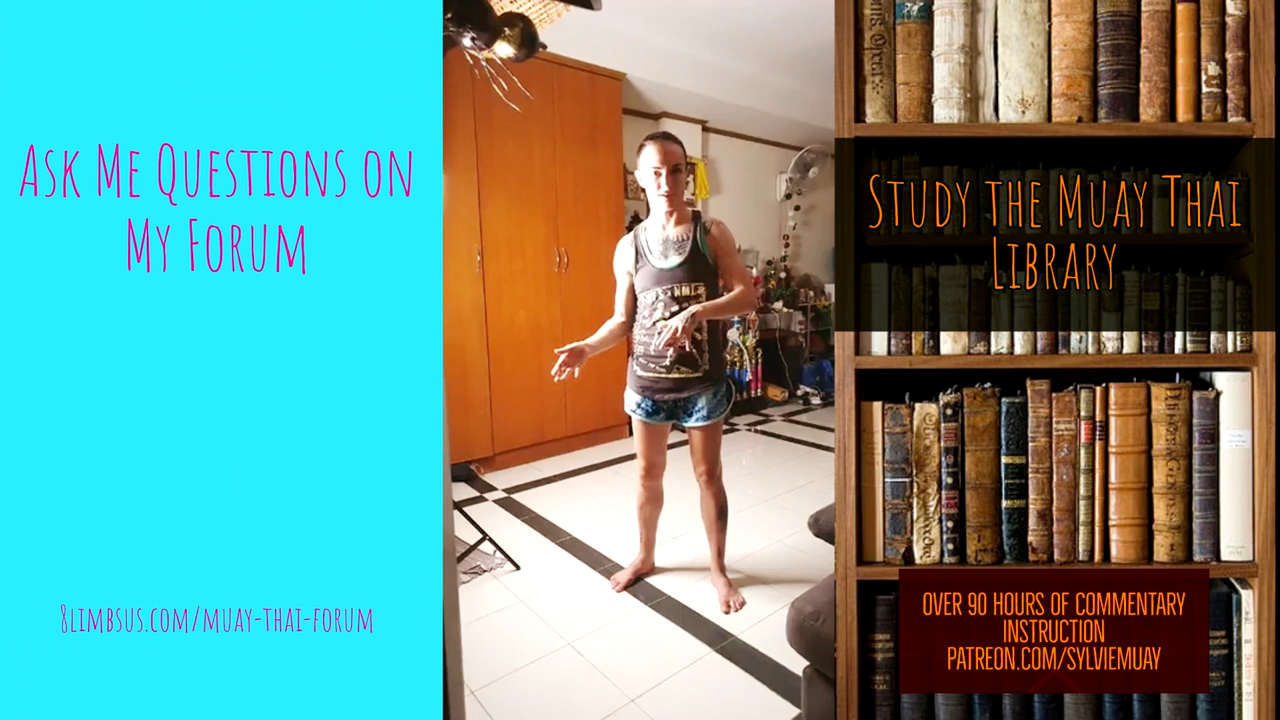 ASK ME QUESTIONS ON
MY FORUM
8LIMBSUS.COM/MUAY-THAI-FORUM
STUDY THE MUAY THAI
LIBRARY
OVER 90 HOURS OF COMMENTARY
INSTRUCTION
PATREON.COM/SYLVIEMUAY